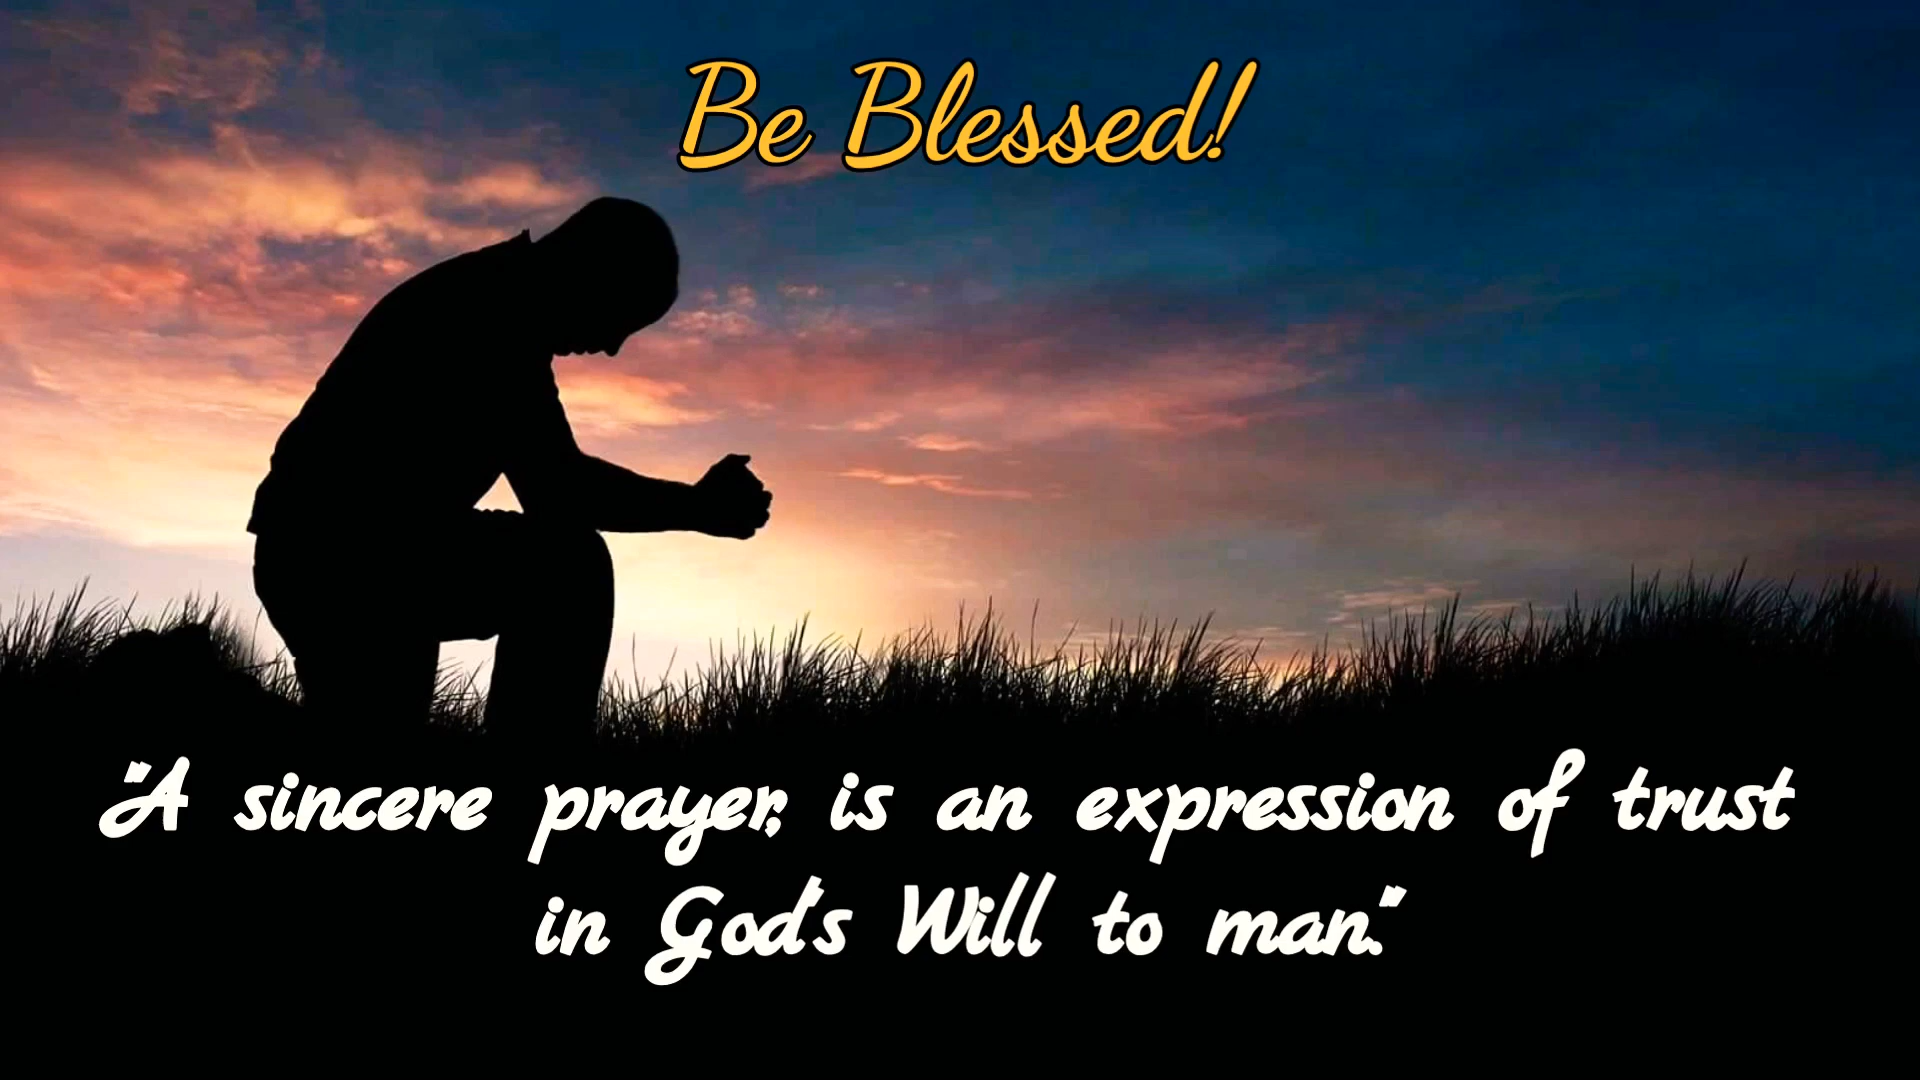 Be Blessed!
"A sincere prayer, is an expression of trust
in God's Will to man."